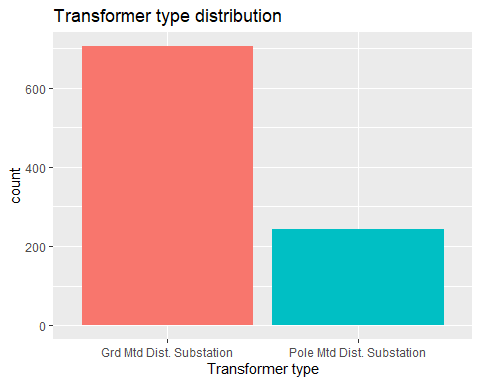 Transformer type distribution
600
400
200
0
count
Grd Mtd Dist. Substation
Pole Mtd Dist. Substation
Transformer type